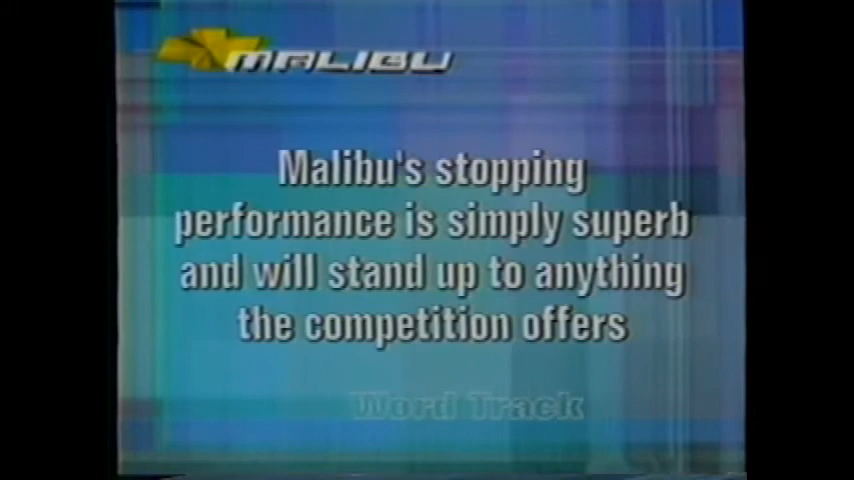 MALIBU
Malibu's stopping
performance is simply superb
and will stand up to anything
the competition offers
Word Track